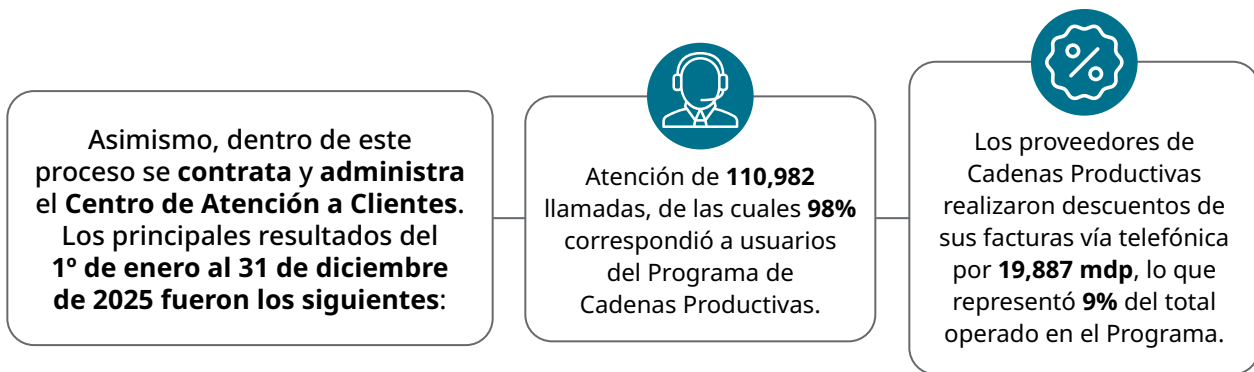 Asimismo, dentro de este
proceso se contrata y administra
el Centro de Atención a Clientes.
Los principales resultados del
1º de enero al 31 de diciembre
de 2025 fueron los siguientes:
Atención de 110,982
llamadas, de las cuales 98%
correspondió a usuarios
del Programa de
Cadenas Productivas.
%
Los proveedores de
Cadenas Productivas
realizaron descuentos de
sus facturas vía telefónica
por 19,887 mdp, lo que
representó 9% del total
operado en el Programa.